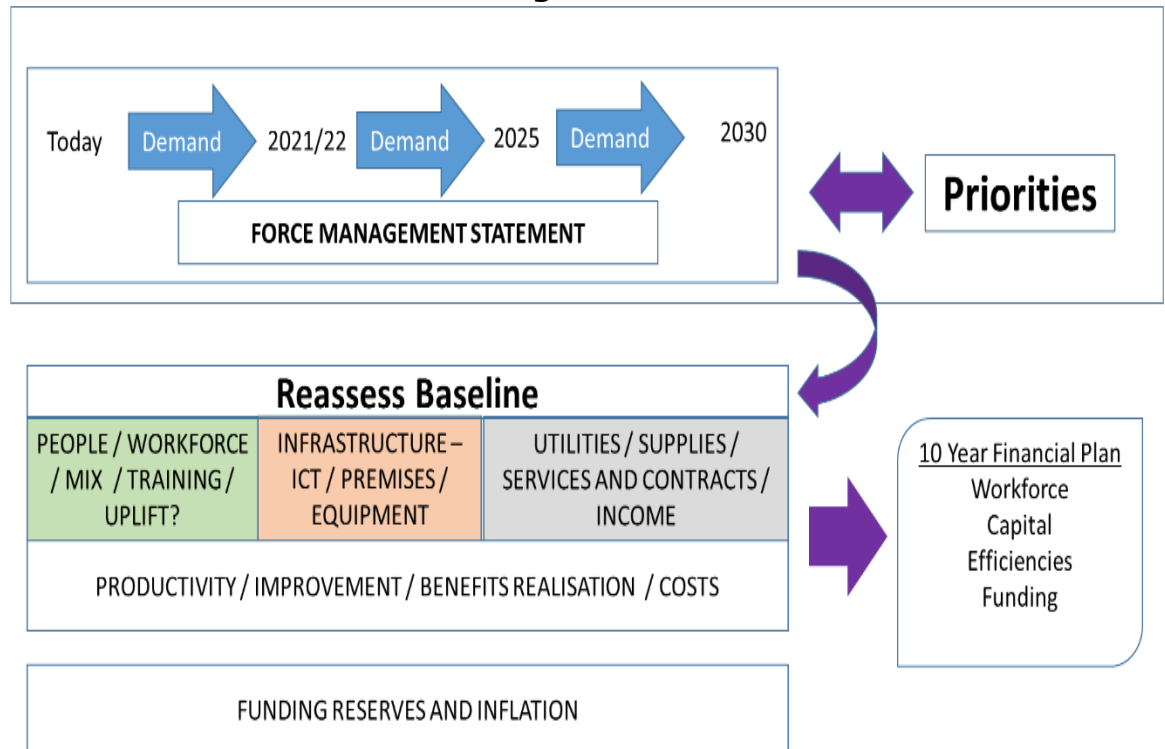 Today Demand 2021/22 Demand 2025 Demand 2030
FORCE MANAGEMENT STATEMENT
Priorities
Reassess Baseline
PEOPLE / WORKFORCE
/ MIX / TRAINING /
UPLIFT?
INFRASTRUCTURE –
ICT / PREMISES /
EQUIPMENT
UTILITIES / SUPPLIES /
SERVICES AND CONTRACTS /
INCOME
PRODUCTIVITY / IMPROVEMENT / BENEFITS REALISATION / COSTS
FUNDING RESERVES AND INFLATION
10 Year Financial Plan
Workforce
Capital
Efficiencies
Funding